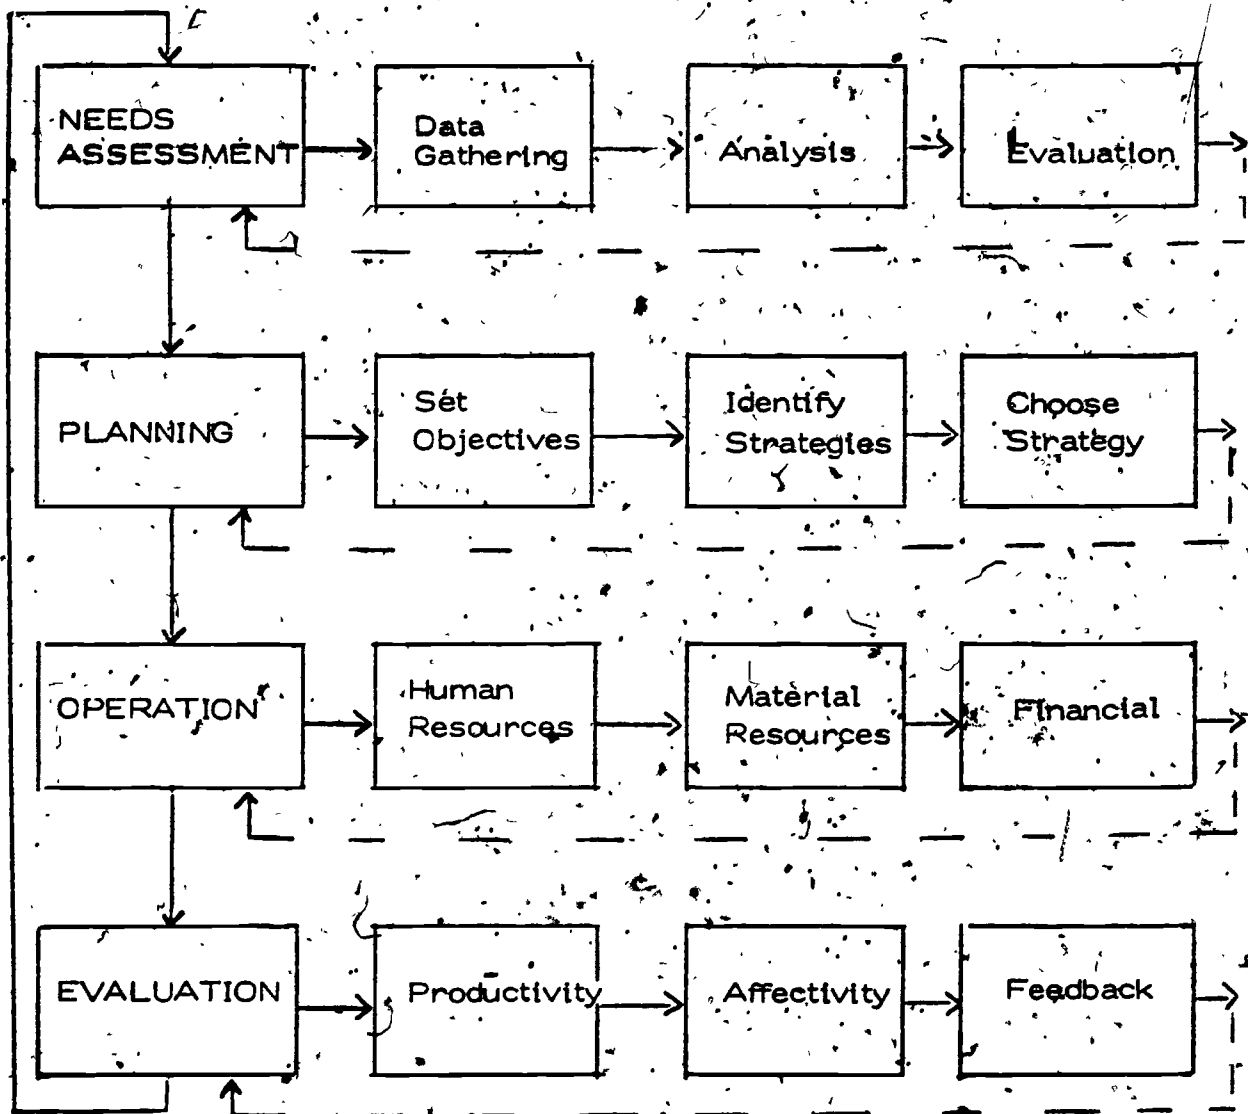 NEEDS
ASSESSMENT
Data
Gathering
Analysis
Evaluation
PLANNING
Set
Objectives
Identify
Strategies
Choose
Strategy
OPERATION
Human
Resources
Material
Resources
Financial
EVALUATION
Productivity
Affectivity
Feedback